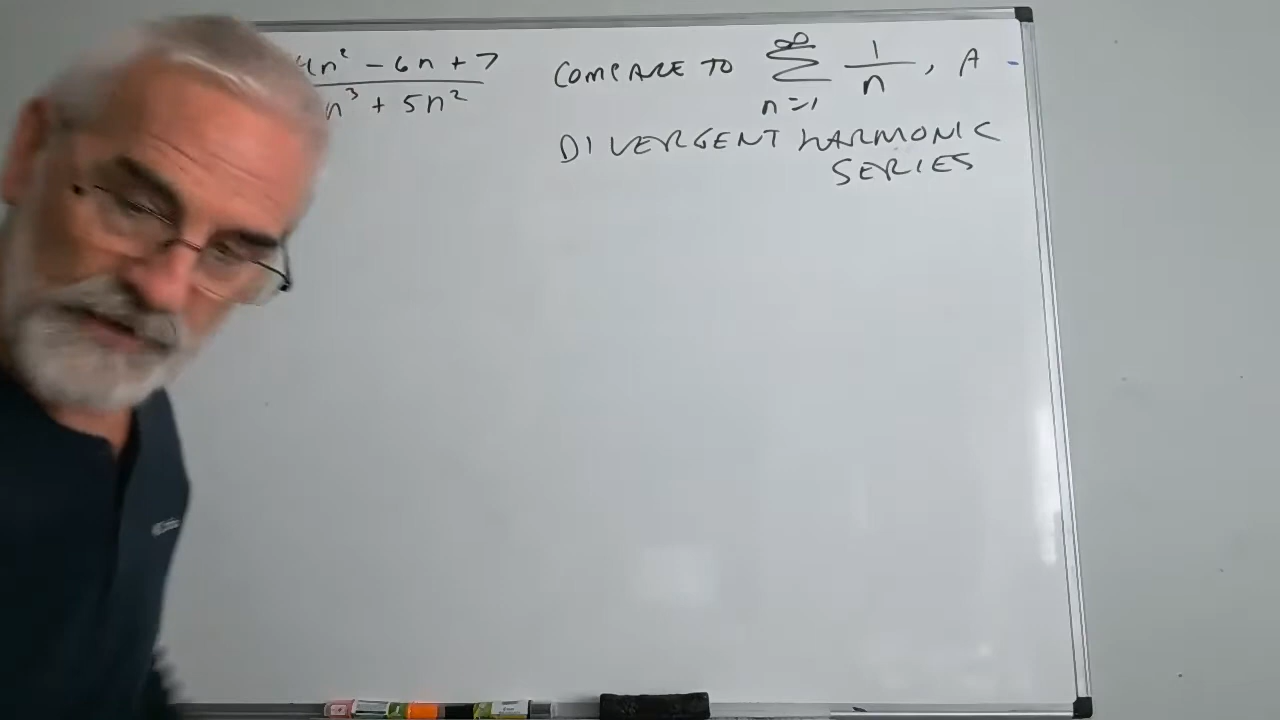 4n² - 6n + 7
n³ + 5n²
COMPARE TO ∞ ∑ n=1 1/n, A
DIVERGENT HARMONIC
SERIES